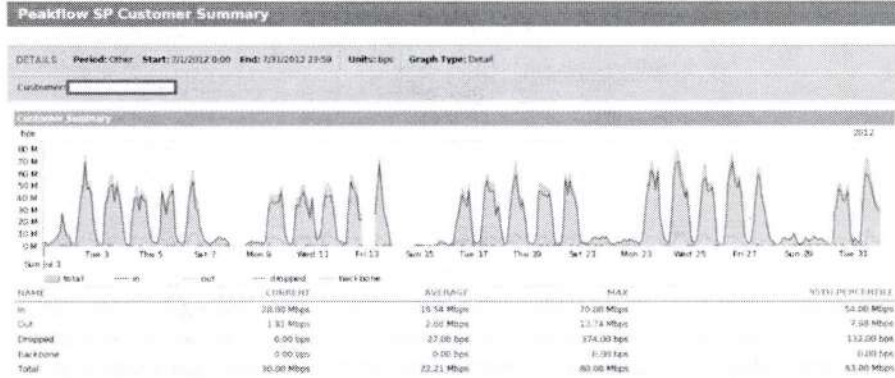 Peakflow SP Customer Summary
DETAILS Period: Other Start: 7/1/2012 0:00 End: 7/31/2012 23:59 Units: bps Graph Type: Detail
Customer:
Customer Summary
bps 2012
80 M
70 M
60 M
50 M
40 M
30 M
20 M
10 M
0 M
Sun Jul 1 Tue 3 Thu 5 Sat 7 Mon 9 Wed 11 Fri 13 Sun 15 Tue 17 Thu 19 Sat 21 Mon 23 Wed 25 Fri 27 Sun 29 Tue 31
total in out dropped backbone
NAME CURRENT AVERAGE MAX 95TH PERCENTILE
In 28.00 Mbps 70.00 Mbps 54.00 Mbps
Out Mbps 13.74 Mbps 7.68 Mbps
Dropped 0.00 bps 27.00 bps 374.00 bps 132.00 bps
Backbone 0.00 bps 0.00 bps 0.00 bps 0.00 bps
Total 30.00 Mbps 22.21 Mbps 80.00 Mbps 63.00 Mbps